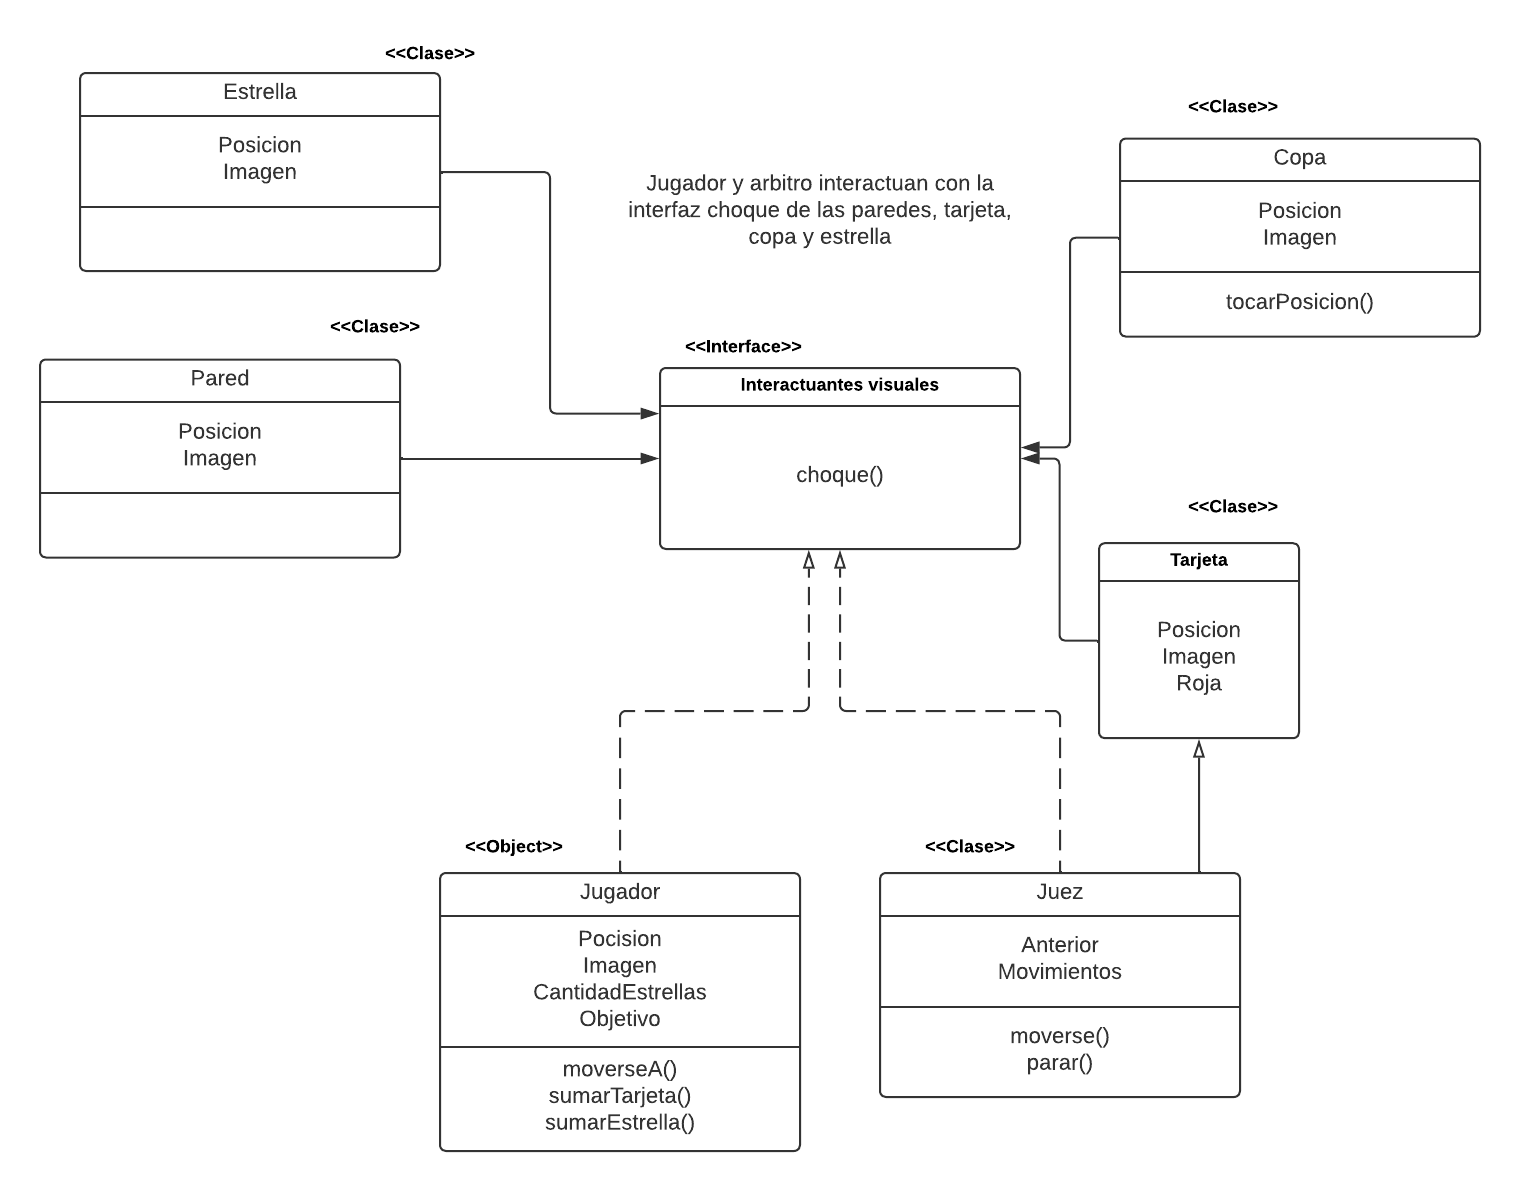 <<Clase>>
Estrella
Posicion
Imagen
<<Clase>>
Copa
Posicion
Imagen
tocarPosicion()
Jugador y arbitro interactuan con la
interfaz choque de las paredes, tarjeta,
copa y estrella
<<Clase>>
Pared
Posicion
Imagen
<<Interface>>
Interactuantes visuales
choque()
<<Clase>>
Tarjeta
Posicion
Imagen
Roja
<<Object>>
Jugador
Pocision
Imagen
CantidadEstrellas
Objetivo
moverseA()
sumarTarjeta()
sumarEstrella()
<<Clase>>
Juez
Anterior
Movimientos
moverse()
parar()